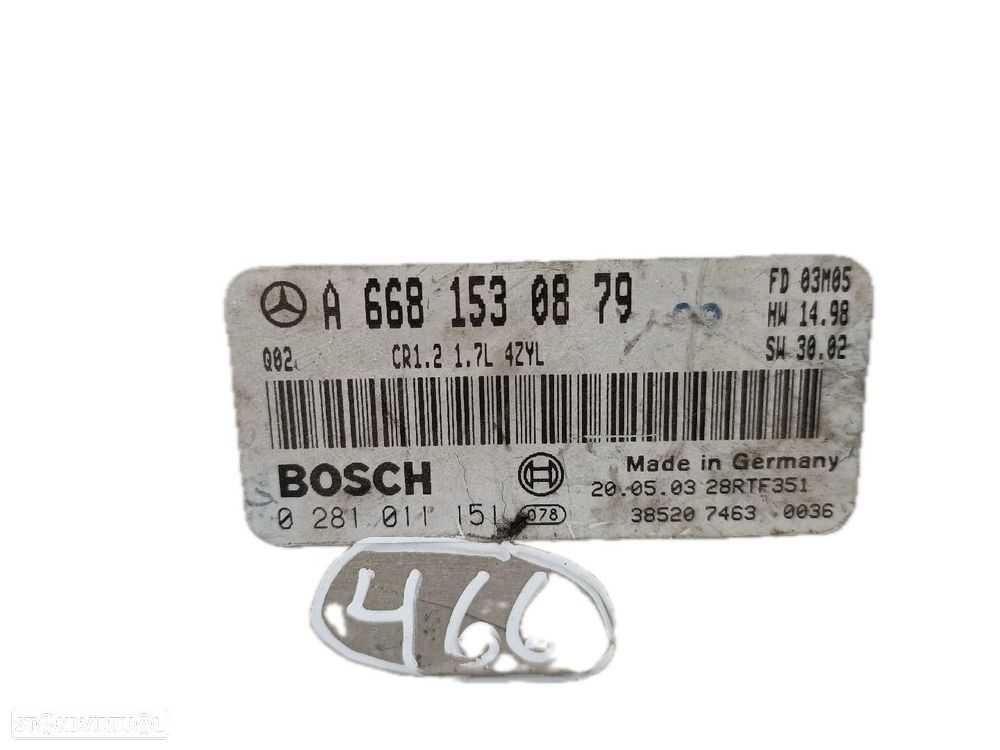 A 668 153 08 79
FD 03M05
HW 14.98
SW 30.02
Q02
CR1.2 1.7L 4ZYL
BOSCH
Made in Germany
20.05.03 28RTF351
0 281 011 151
078
38520 7463 0036
466
STANDVIRTUAL